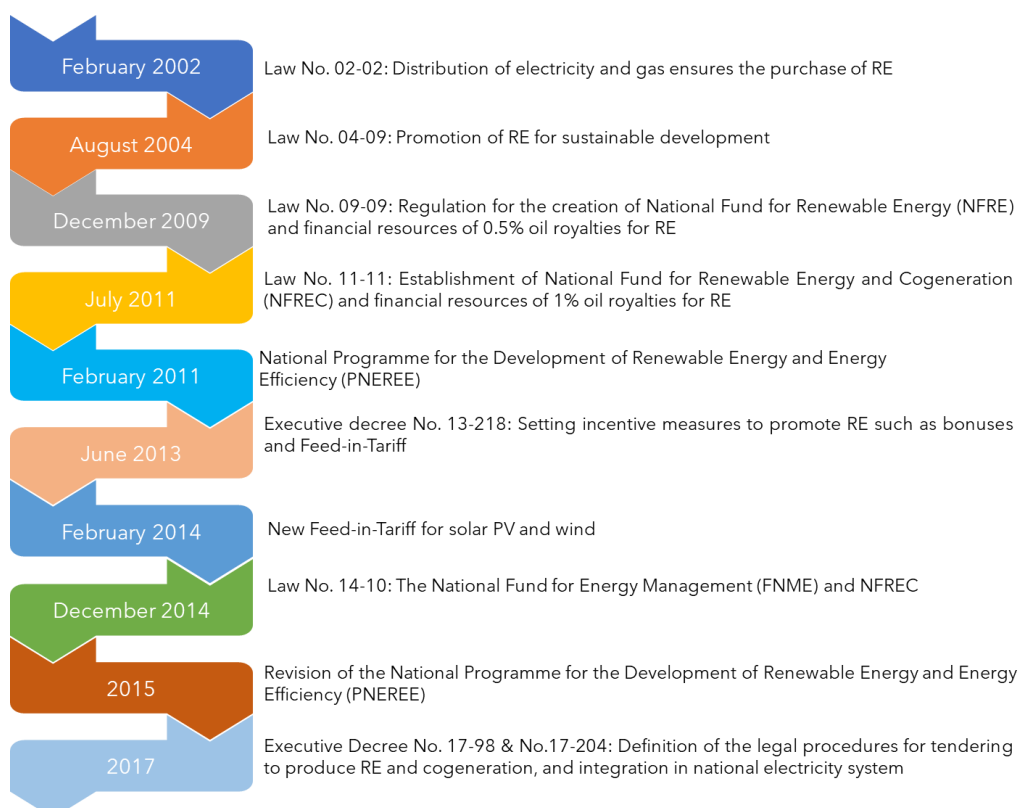 February 2002
Law No. 02-02: Distribution of electricity and gas ensures the purchase of RE
August 2004
Law No. 04-09: Promotion of RE for sustainable development
December 2009
Law No. 09-09: Regulation for the creation of National Fund for Renewable Energy (NFRE)
and financial resources of 0.5% oil royalties for RE
July 2011
Law No. 11-11: Establishment of National Fund for Renewable Energy and Cogeneration
(NFREC) and financial resources of 1% oil royalties for RE
February 2011
National Programme for the Development of Renewable Energy and Energy
Efficiency (PNEREE)
June 2013
Executive decree No. 13-218: Setting incentive measures to promote RE such as bonuses
and Feed-in-Tariff
February 2014
New Feed-in-Tariff for solar PV and wind
December 2014
Law No. 14-10: The National Fund for Energy Management (FNME) and NFREC
2015
Revision of the National Programme for the Development of Renewable Energy and Energy
Efficiency (PNEREE)
2017
Executive Decree No. 17-98 & No.17-204: Definition of the legal procedures for tendering
to produce RE and cogeneration, and integration in national electricity system